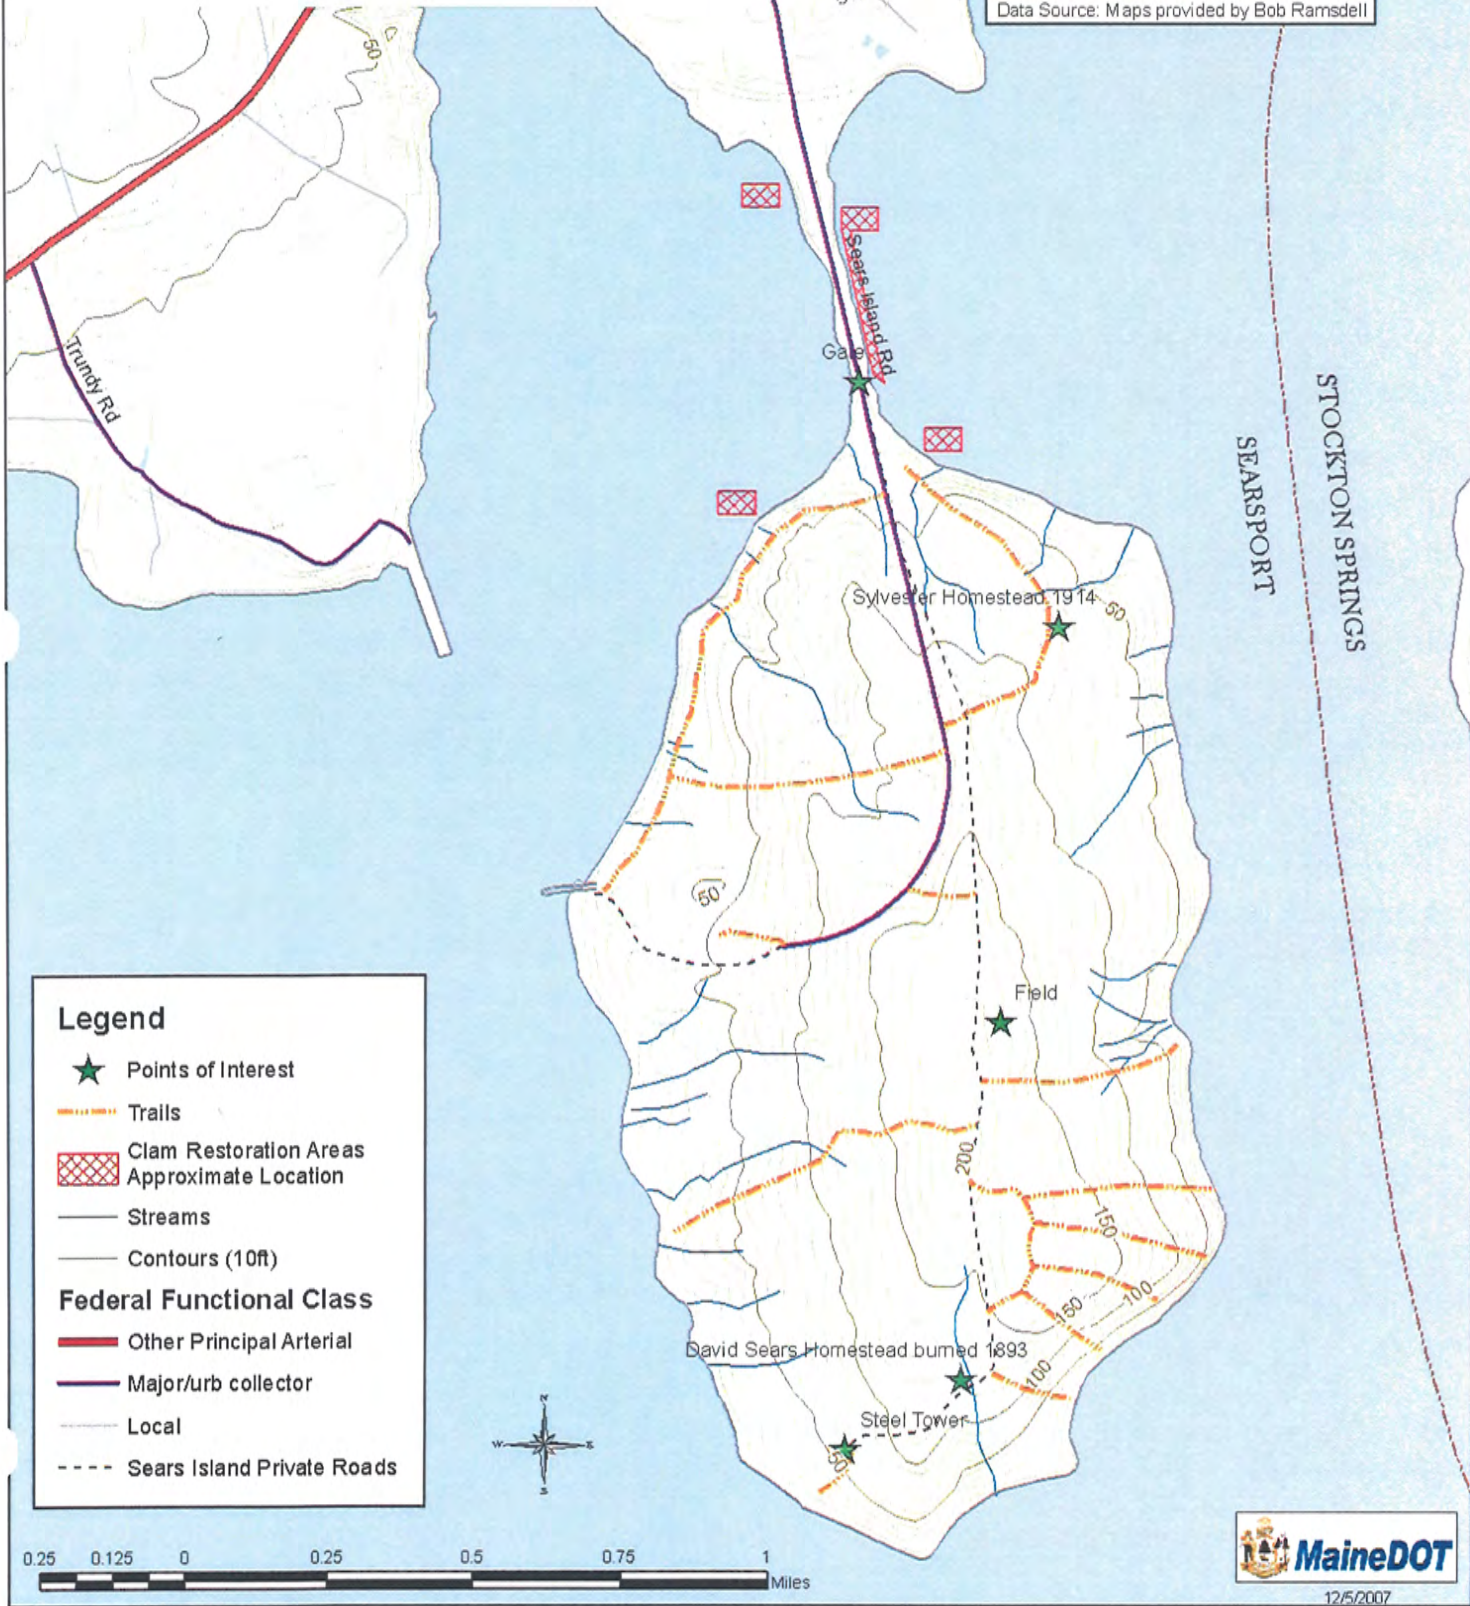 Data Source: Maps provided by Bob Ramsdell
50
Sears Island Rd
Gate
Trundy Rd
STOCKTON SPRINGS
SEARSPORT
Sylvester Homestead 1914
50
50
Field
200
150
150
100
David Sears Homestead burned 1893
100
Steel Tower
50
Legend
Points of Interest
Trails
Clam Restoration Areas
Approximate Location
Streams
Contours (10ft)
Federal Functional Class
Other Principal Arterial
Major/urb collector
Local
Sears Island Private Roads
N
W E
S
0.25 0.125 0 0.25 0.5 0.75 1
Miles
MaineDOT
12/5/2007